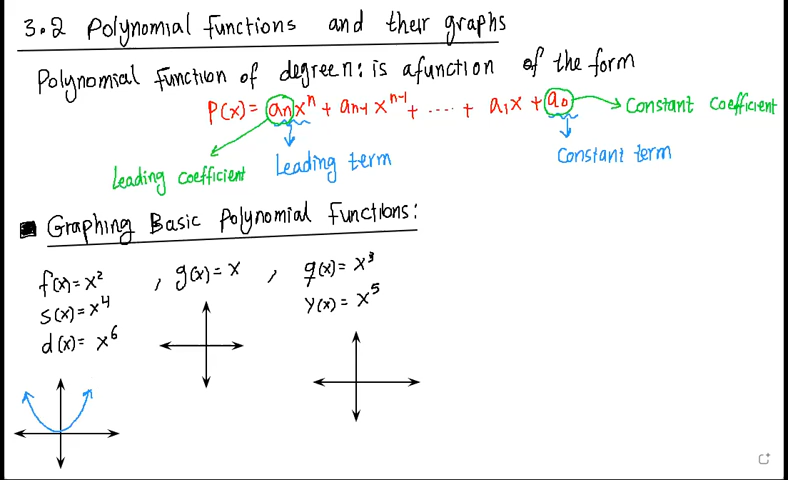 3.2 Polynomial functions and their graphs
Polynomial function of degree n: is a function of the form
P(x) = aₙxⁿ + aₙ₋₁ xⁿ⁻¹ + .... + a₁x + a₀
Constant coefficient
Leading coefficient
Leading term
Constant term
Graphing Basic Polynomial Functions:
f(x) = x² , g(x) = x , q(x) = x³
s(x) = x⁴
y(x) = x⁵
d(x) = x⁶